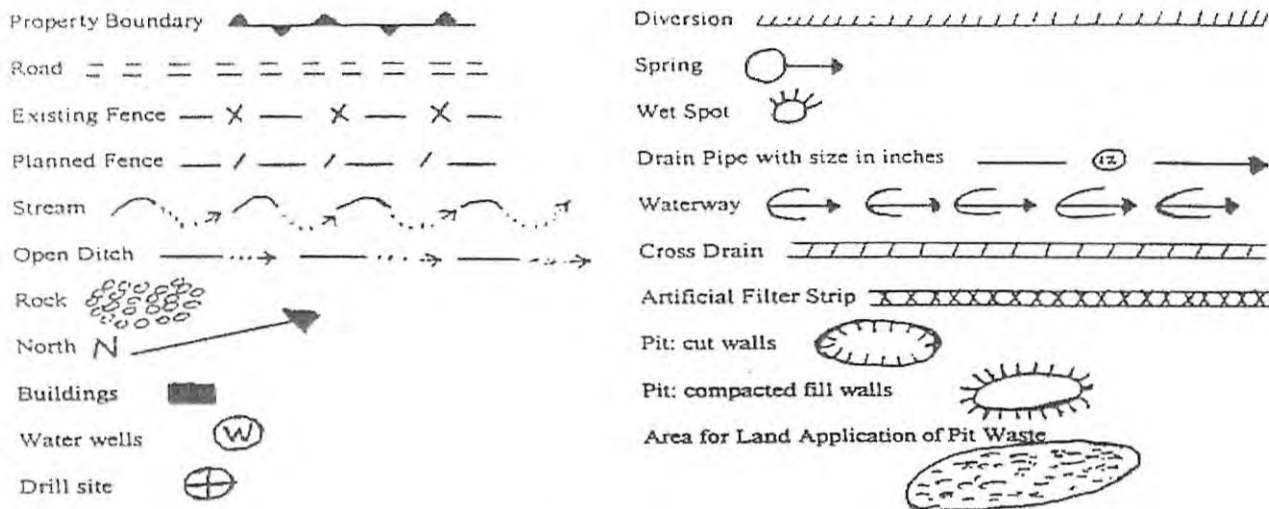 Property Boundary
Road
Existing Fence
Planned Fence
Stream
Open Ditch
Rock
North N
Buildings
Water wells W
Drill site
Diversion
Spring
Wet Spot
Drain Pipe with size in inches 12
Waterway
Cross Drain
Artificial Filter Strip
Pit: cut walls
Pit: compacted fill walls
Area for Land Application of Pit Waste